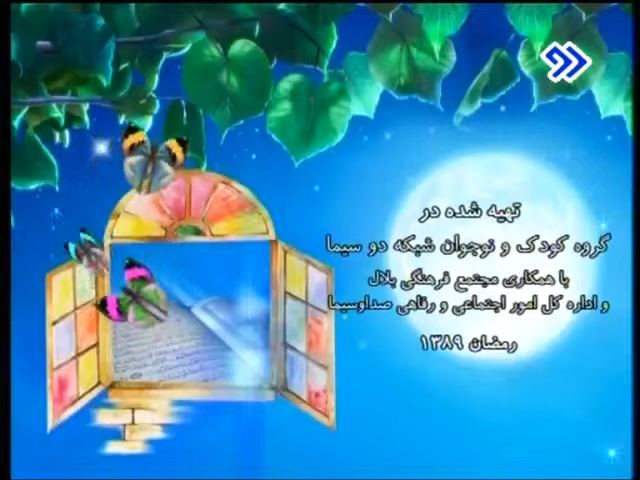 تهیه شده در
گروه کودک و نوجوان شبکه دو سیما
با همکاری مجتمع فرهنگی بلال
و اداره کل امور اجتماعی و رفاهی صداوسیما
رمضان ۱۳۸۹